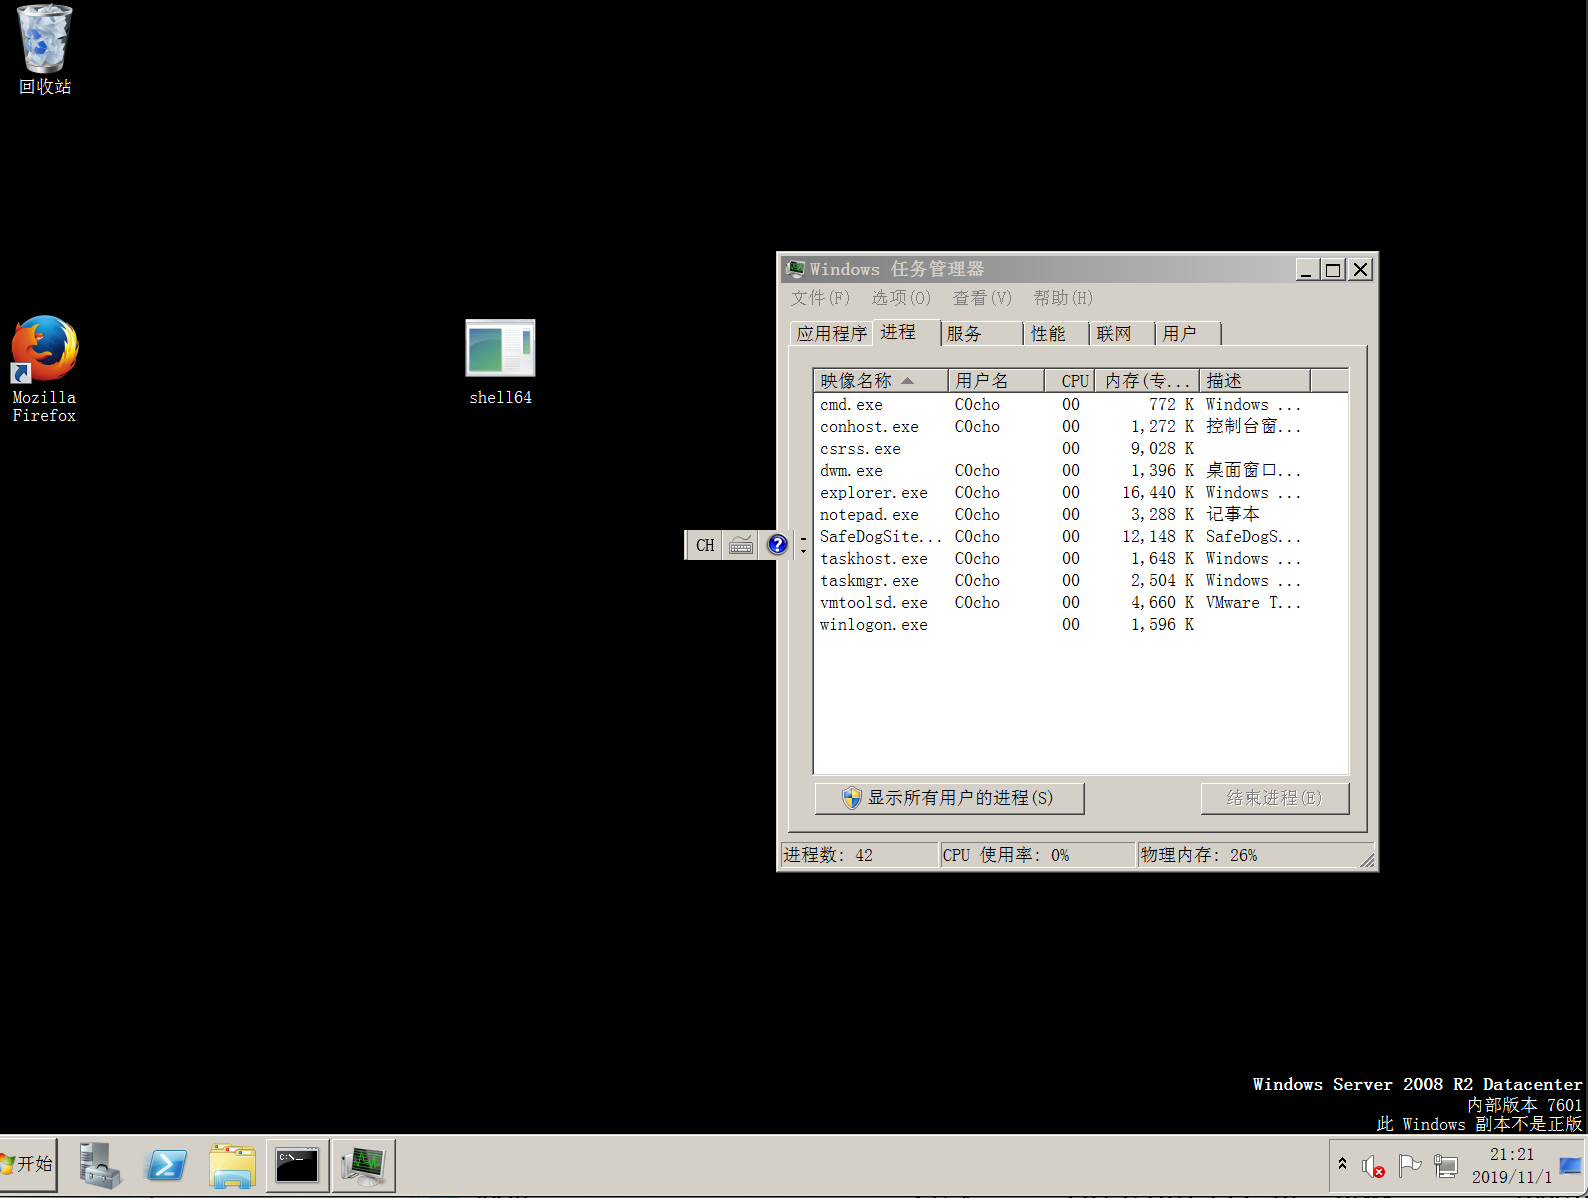 回收站
Mozilla
Firefox
shell64
Windows 任务管理器
文件(F) 选项(O) 查看(V) 帮助(H)
应用程序 进程 服务 性能 联网 用户
映像名称 用户名 CPU 内存(专... 描述
cmd.exe C0cho 00 772 K Windows ...
conhost.exe C0cho 00 1,272 K 控制台窗...
csrss.exe 00 9,028 K
dwm.exe C0cho 00 1,396 K 桌面窗口...
explorer.exe C0cho 00 16,440 K Windows ...
notepad.exe C0cho 00 3,288 K 记事本
SafeDogSite... C0cho 00 12,148 K SafeDogS...
taskhost.exe C0cho 00 1,648 K Windows ...
taskmgr.exe C0cho 00 2,504 K Windows ...
vmtoolsd.exe C0cho 00 4,660 K VMware T...
winlogon.exe 00 1,596 K
CH
显示所有用户的进程(S) 结束进程(E)
进程数: 42 CPU 使用率: 0% 物理内存: 26%
Windows Server 2008 R2 Datacenter
内部版本 7601
此 Windows 副本不是正版
开始
C:\_
21:21
2019/11/1